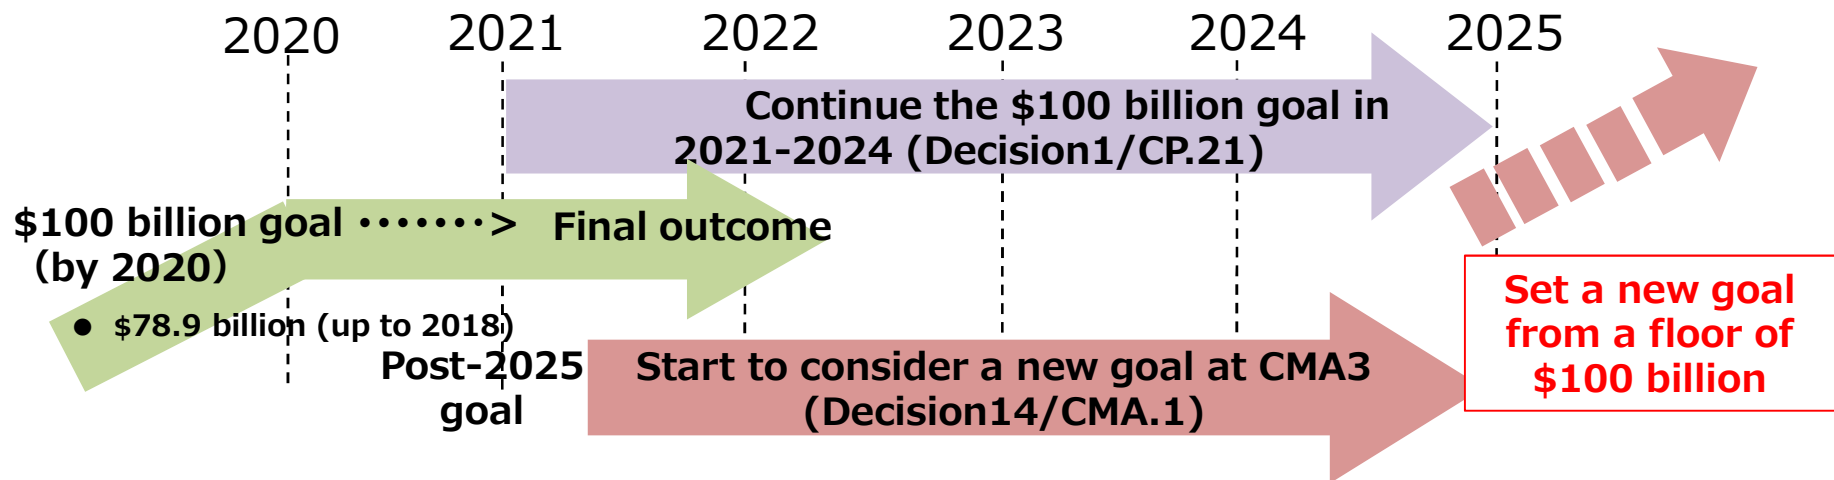 2020 2021 2022 2023 2024 2025
Continue the $100 billion goal in
2021-2024 (Decision1/CP.21)
$100 billion goal ・・・・・・・> Final outcome
(by 2020)
● $78.9 billion (up to 2018)
Post-2025
goal
Start to consider a new goal at CMA3
(Decision14/CMA.1)
Set a new goal
from a floor of
$100 billion